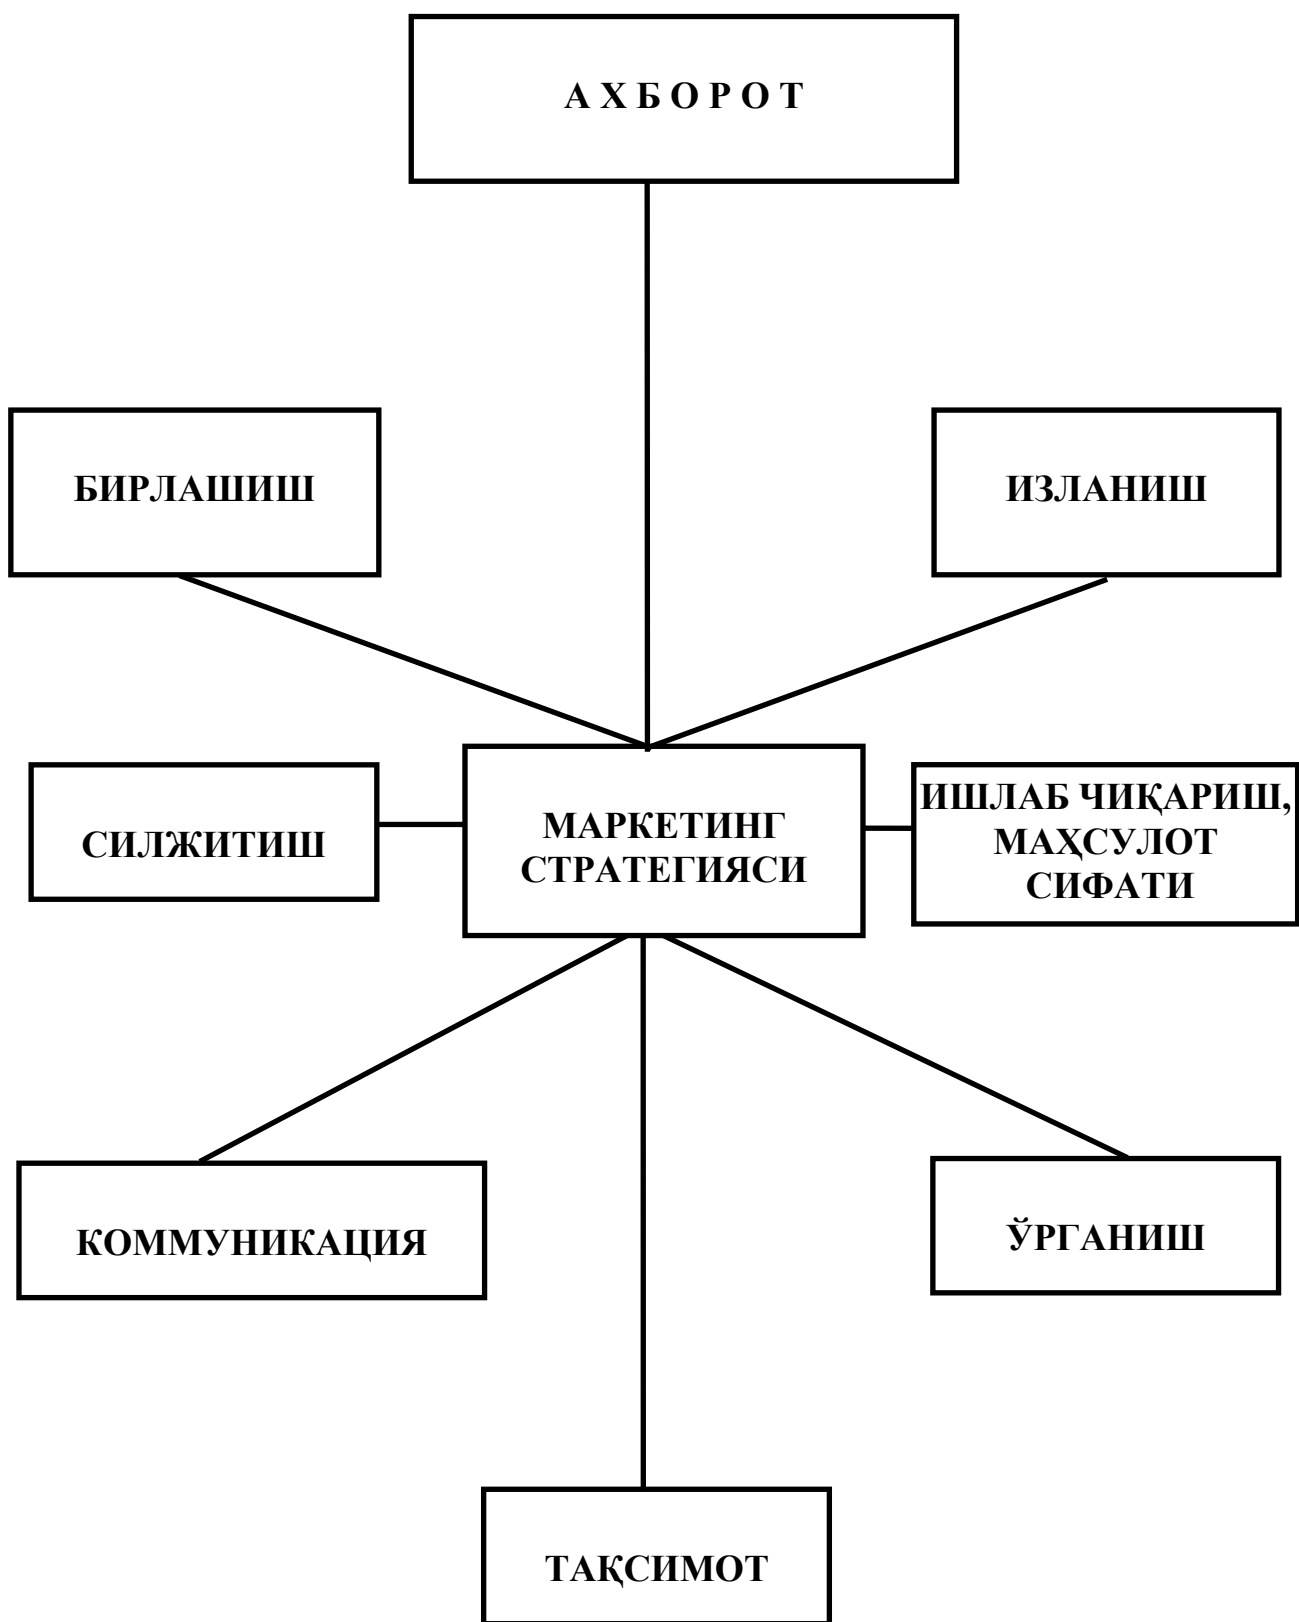 А Х Б О Р О Т
БИРЛАШИШ
ИЗЛАНИШ
СИЛЖИТИШ
МАРКЕТИНГ
СТРАТЕГИЯСИ
ИШЛАБ ЧИҚАРИШ,
МАҲСУЛОТ
СИФАТИ
КОММУНИКАЦИЯ
ЎРГАНИШ
ТАҚСИМОТ